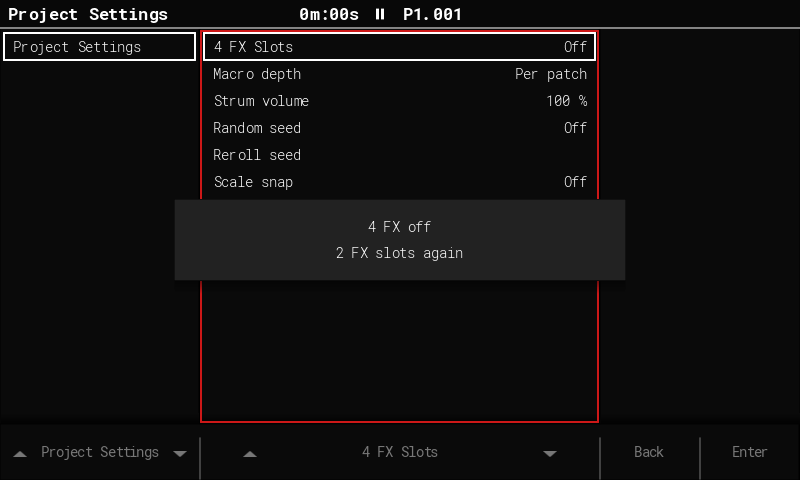 Project Settings 0m:00s P1.001
Project Settings
4 FX Slots Off
Macro depth Per patch
Strum volume 100 %
Random seed Off
Reroll seed
Scale snap Off
4 FX off
2 FX slots again
Project Settings 4 FX Slots Back Enter